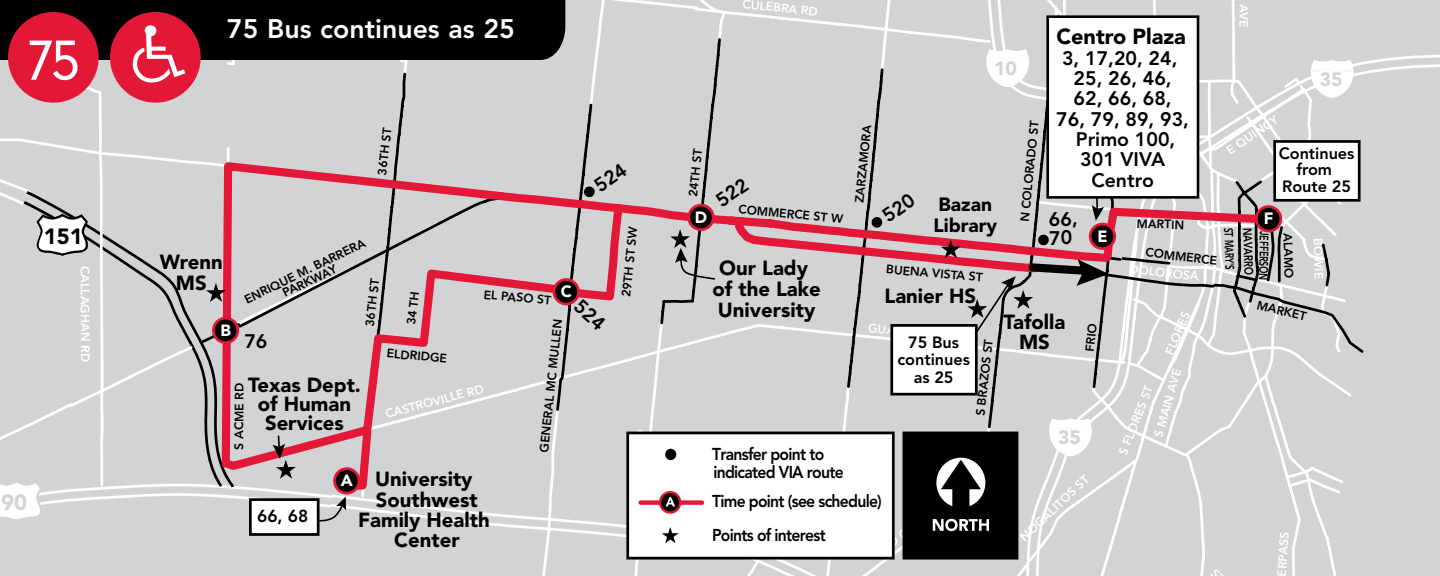 75
75 Bus continues as 25
CULEBRA RD
AVE
10
35
Centro Plaza
3, 17,20, 24,
25, 26, 46,
62, 66, 68,
76, 79, 89, 93,
Primo 100,
301 VIVA
Centro
E QUINCY
Continues
from
Route 25
36TH ST
524
24TH ST
522
D
ZARZAMORA
520
COMMERCE ST W
Bazan
Library
N COLORADO ST
66,
70
E
MARTIN
F
ST MARY'S
NAVARRO
JEFFERSON
ALAMO
BOWIE
COMMERCE
DOLOROSA
MARKET
151
CALLAGHAN RD
Wrenn
MS
ENRIQUE M. BARRERA
PARKWAY
B
76
36TH ST
34 TH
EL PASO ST
C
524
29TH ST SW
Our Lady
of the Lake
University
BUENA VISTA ST
Lanier HS
Tafolla
MS
75 Bus
continues
as 25
S BRAZOS ST
FRIO
ELDRIDGE
GENERAL MC MULLEN
CASTROVILLE RD
S ACME RD
Texas Dept.
of Human
Services
A
University
Southwest
Family Health
Center
66, 68
90
35
S FLORES ST
S MAIN AVE
FLORES
NOGALITOS ST
Transfer point to
indicated VIA route
A
Time point (see schedule)
Points of interest
NORTH